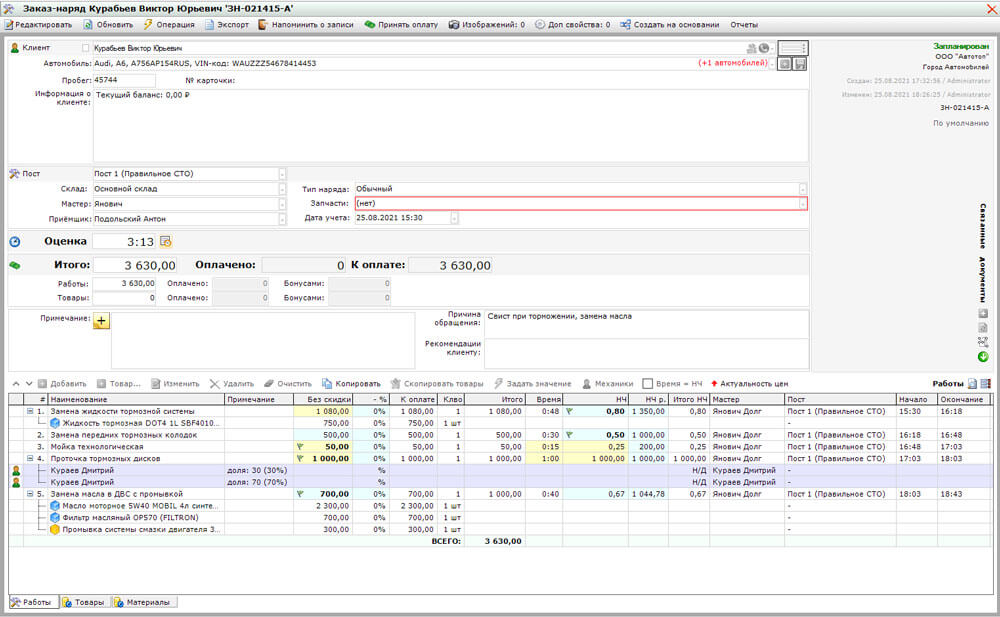 Заказ-наряд Курабьев Виктор Юрьевич 'ЗН-021415-А'
Редактировать Обновить Операция Экспорт Напомнить о записи Принять оплату Изображений: 0 Доп свойства: 0 Создать на основании Отчеты
Клиент Курабьев Виктор Юрьевич
Автомобиль: Audi, A6, A756AP154RUS, VIN-код: WAUZZZ54678414453 (+1 автомобилей)
Пробег: 45744 № карточки:
Информация о клиенте: Текущий баланс: 0,00 ₽
Запланирован
ООО "Автотоп"
Город Автомобилей
Создан: 25.08.2021 17:32:56 / Administrator
Изменен: 25.08.2021 18:26:25 / Administrator
ЗН-021415-А
По умолчанию
Пост Пост 1 (Правильное СТО)
Склад: Основной склад Тип наряда: Обычный
Мастер: Янович Запчасти: (нет)
Приёмщик: Подольский Антон Дата учета: 25.08.2021 15:30
Связанные документы
Оценка 3:13
Итого: 3 630,00 Оплачено: 0 К оплате: 3 630,00
Работы: 3 630,00 Оплачено: 0 Бонусами: 0
Товары: 0 Оплачено: 0 Бонусами: 0
Примечание: +
Причина обращения: Свист при торможении, замена масла
Рекомендации клиенту:
Добавить Товар... Изменить Удалить Очистить Копировать Скопировать товары Задать значение Механики Время = НЧ Актуальность цен Работы
# Наименование Примечание Без скидки - % К оплате Кл­во Итого Время НЧ НЧ р. Итого НЧ Мастер Пост Начало Окончание
1. Замена жидкости тормозной системы 1 080,00 0% 1 080,00 1 1 080,00 0:48 0,80 1 350,00 0,80 Янович Долг Пост 1 (Правильное СТО) 15:30 16:18
Жидкость тормозная DOT4 1L SBF4010... 750,00 0% 750,00 1 шт -
2. Замена передних тормозных колодок 500,00 0% 500,00 1 500,00 0:30 0,50 1 000,00 0,50 Янович Долг Пост 1 (Правильное СТО) 16:18 16:48
3. Мойка технологическая 50,00 0% 50,00 1 50,00 0:15 0,25 200,00 0,25 Янович Долг Пост 1 (Правильное СТО) 16:48 17:03
4. Проточка тормозных дисков 1 000,00 0% 1 000,00 1 1 000,00 1:00 1 000,00 1 000,00 1 000,00 Янович Долг Пост 1 (Правильное СТО) 17:03 18:03
Кураев Дмитрий доля: 30 (30%) % Н/Д Кураев Дмитрий -
Кураев Дмитрий доля: 70 (70%) % Н/Д Кураев Дмитрий -
5. Замена масла в ДВС с промывкой 700,00 0% 700,00 1 1 000,00 0:40 0,67 1 044,78 0,67 Янович Долг Пост 1 (Правильное СТО) 18:03 18:43
Масло моторное 5W40 MOBIL 4л синте... 2 300,00 0% 2 300,00 1 шт -
Фильтр масляный OP570 (FILTRON) 700,00 0% 700,00 1 шт -
Промывка системы смазки двигателя 3... 300,00 0% 300,00 1 шт -
ВСЕГО: 3 630,00
Работы Товары Материалы